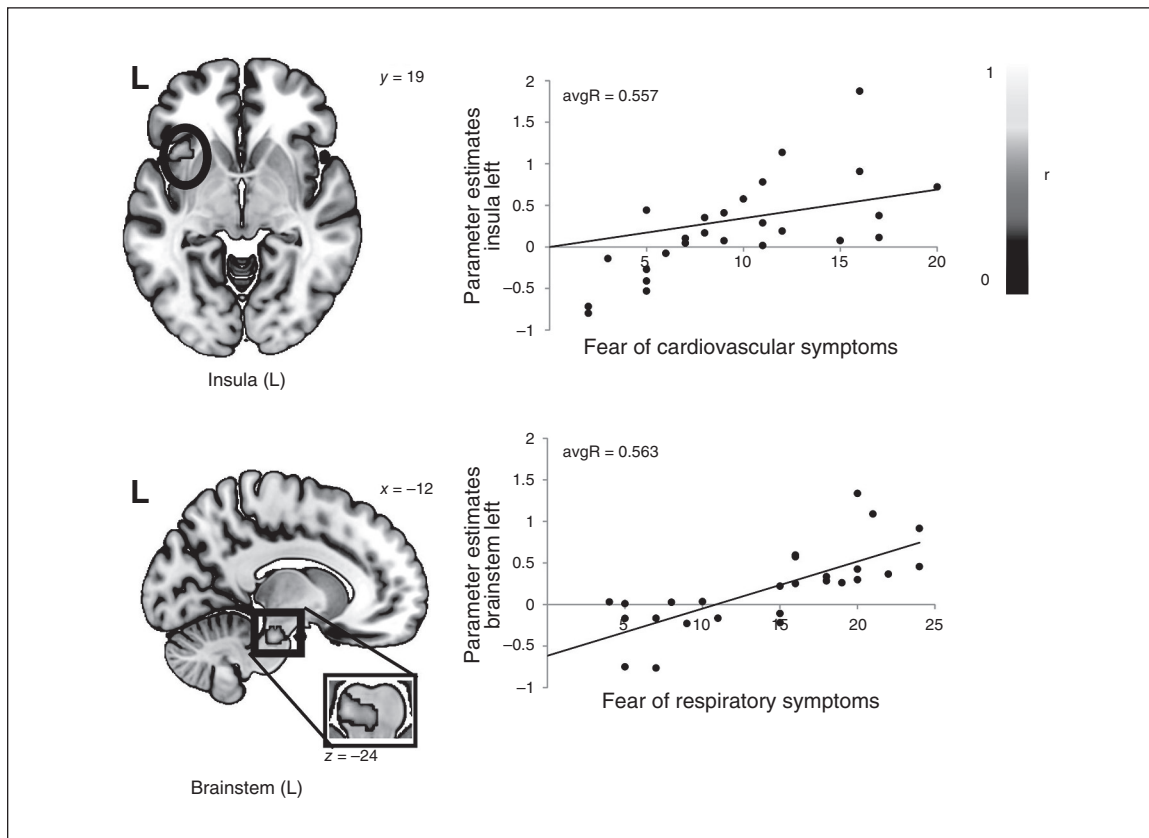 L
y = 19
Insula (L)
Parameter estimates
insula left
avgR = 0.557
2
1.5
1
0.5
0
−0.5
−1
5
10
15
20
Fear of cardiovascular symptoms
1
r
0
L
x = −12
z = −24
Brainstem (L)
Parameter estimates
brainstem left
avgR = 0.563
2
1.5
1
0.5
0
−0.5
−1
5
10
15
20
25
Fear of respiratory symptoms